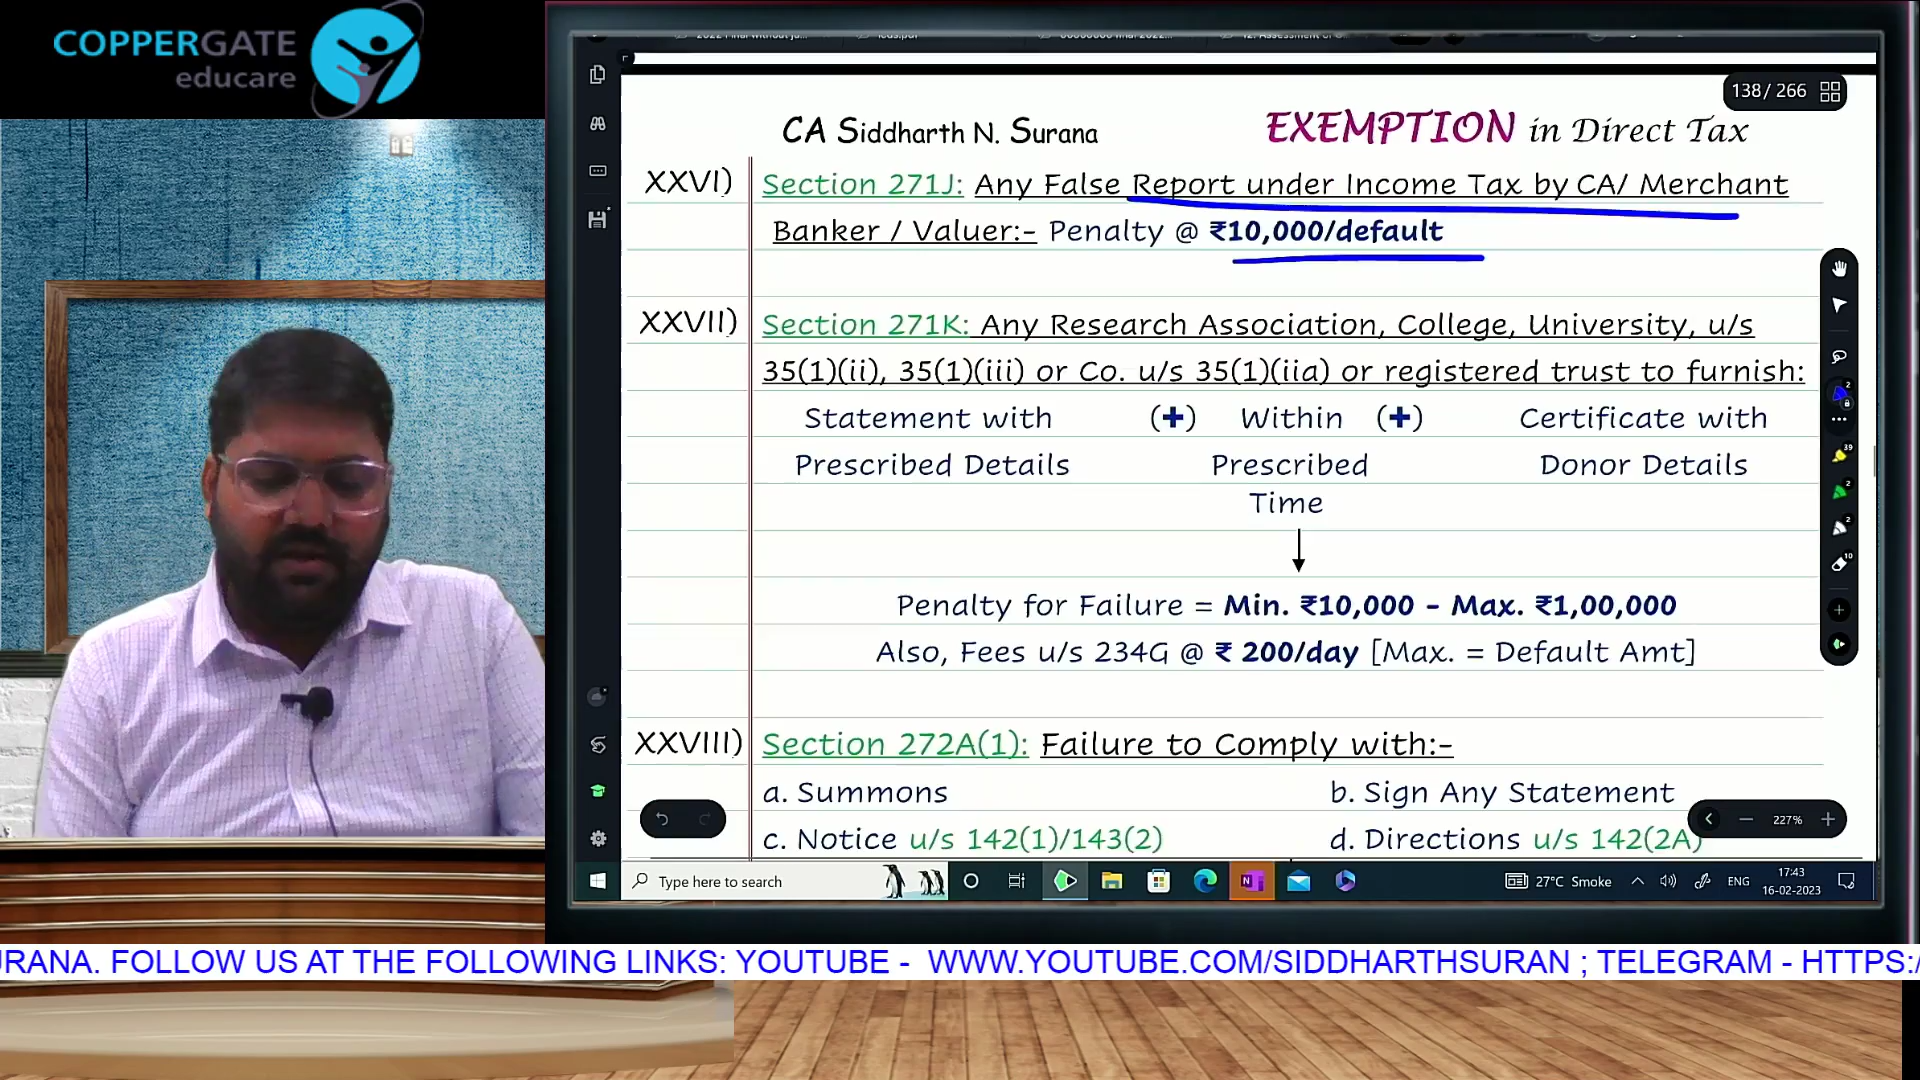 COPPERGATE
educare
138 / 266
CA Siddharth N. Surana
EXEMPTION in Direct Tax
XXVI) Section 271J: Any False Report under Income Tax by CA/ Merchant
Banker / Valuer:- Penalty @ ₹10,000/default
XXVII) Section 271K: Any Research Association, College, University, u/s
35(1)(ii), 35(1)(iii) or Co. u/s 35(1)(iia) or registered trust to furnish:
Statement with (+) Within (+) Certificate with
Prescribed Details Prescribed Donor Details
Time
Penalty for Failure = Min. ₹10,000 - Max. ₹1,00,000
Also, Fees u/s 234G @ ₹ 200/day [Max. = Default Amt]
XXVIII) Section 272A(1): Failure to Comply with:-
a. Summons b. Sign Any Statement
c. Notice u/s 142(1)/143(2) d. Directions u/s 142(2A)
227%
Type here to search
27°C Smoke
ENG
17:43
16-02-2023
URANA. FOLLOW US AT THE FOLLOWING LINKS: YOUTUBE - WWW.YOUTUBE.COM/SIDDHARTHSURAN ; TELEGRAM - HTTPS:/